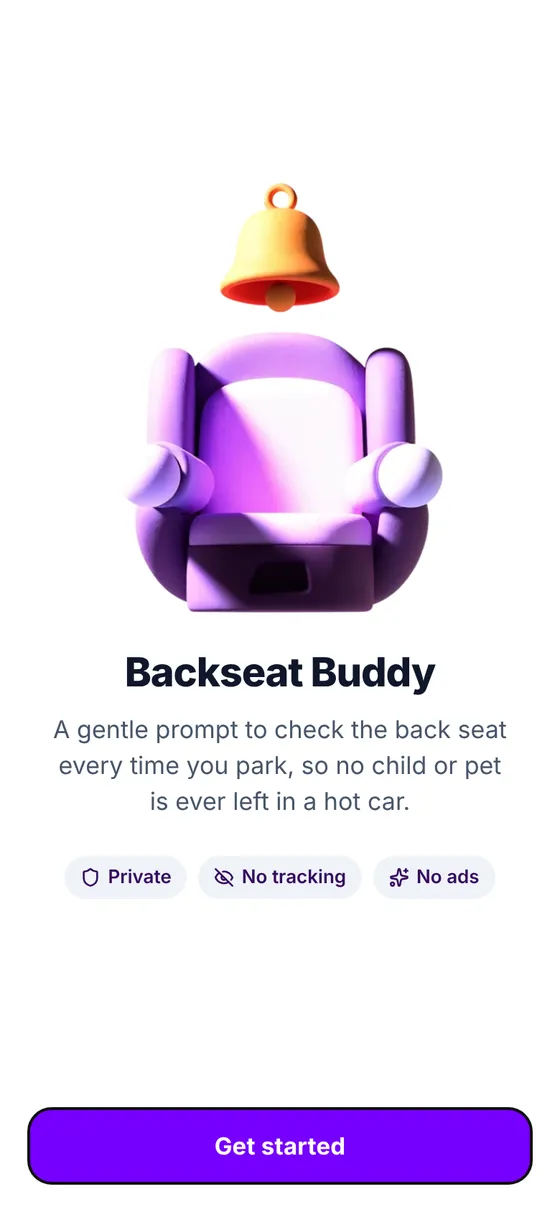 Backseat Buddy
A gentle prompt to check the back seat
every time you park, so no child or pet
is ever left in a hot car.
Private
No tracking
No ads
Get started